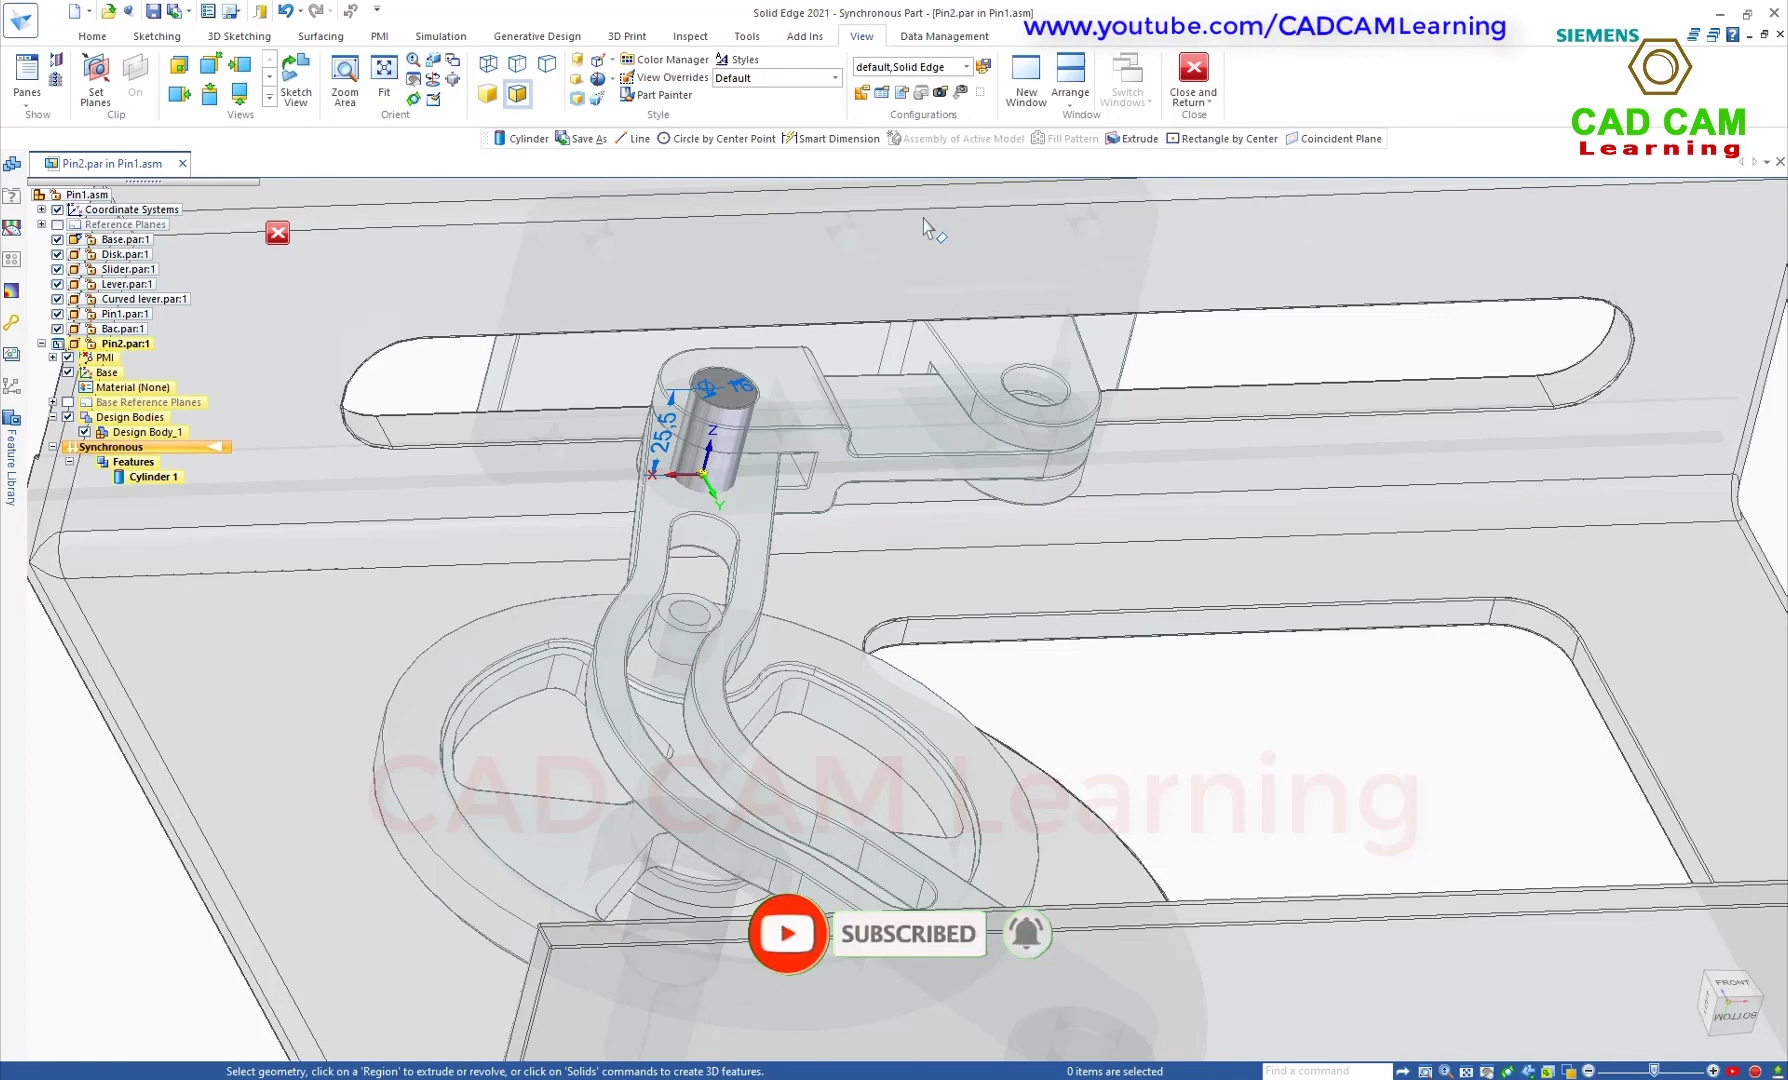 Solid Edge 2021 - Synchronous Part - [Pin2.par in Pin1.asm]
www.youtube.com/CADCAMLearning
Home Sketching 3D Sketching Surfacing PMI Simulation Generative Design 3D Print Inspect Tools Add Ins View Data Management
SIEMENS
CAD CAM
Learning
Panes Set Planes On Sketch View Zoom Area Fit
Color Manager Styles
View Overrides Default
Part Painter
default,Solid Edge
New Window Arrange Switch Windows Close and Return
Show Clip Views Orient Style Configurations Window Close
Cylinder Save As Line Circle by Center Point Smart Dimension Assembly of Active Model Fill Pattern Extrude Rectangle by Center Coincident Plane
Pin2.par in Pin1.asm
Pin1.asm
Coordinate Systems
Reference Planes
Base.par:1
Disk.par:1
Slider.par:1
Lever.par:1
Curved lever.par:1
Pin1.par:1
Bac.par:1
Pin2.par:1
PMI
Base
Material (None)
Base Reference Planes
Design Bodies
Design Body_1
Synchronous
Features
Cylinder 1
Feature Library
25,5
Z
X
Y
CAD CAM Learning
SUBSCRIBED
FRONT
BOTTOM
Select geometry, click on a 'Region' to extrude or revolve, or click on 'Solids' commands to create 3D features.
0 items are selected
Find a command